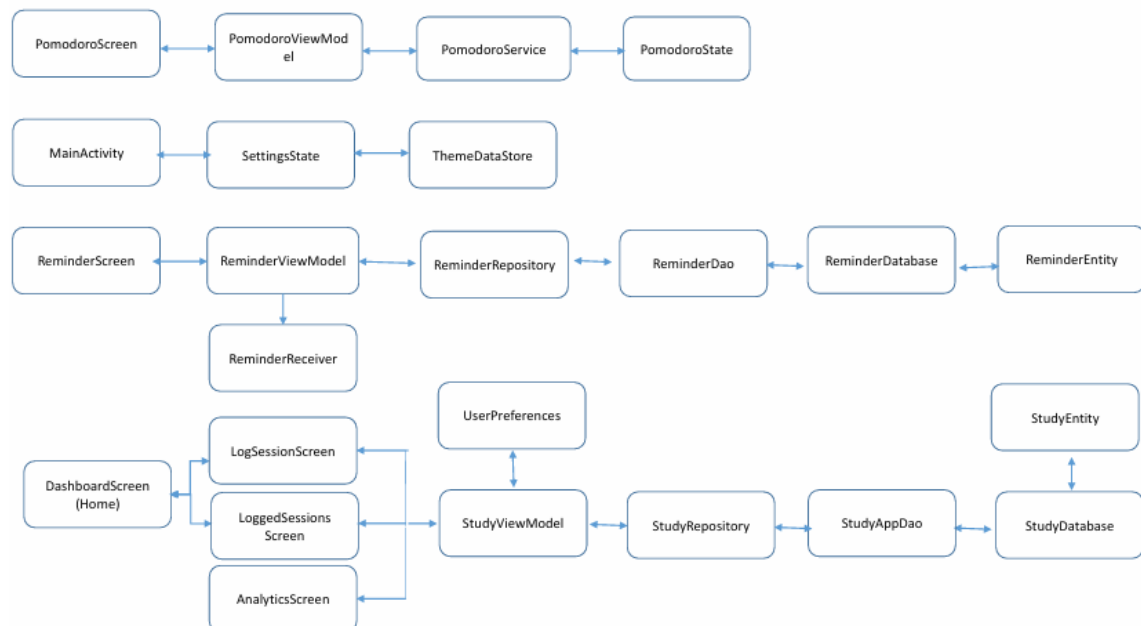 PomodoroScreen
PomodoroViewMod
el
PomodoroService
PomodoroState
MainActivity
SettingsState
ThemeDataStore
ReminderScreen
ReminderViewModel
ReminderRepository
ReminderDao
ReminderDatabase
ReminderEntity
ReminderReceiver
UserPreferences
StudyEntity
LogSessionScreen
DashboardScreen
(Home)
LoggedSessions
Screen
StudyViewModel
StudyRepository
StudyAppDao
StudyDatabase
AnalyticsScreen